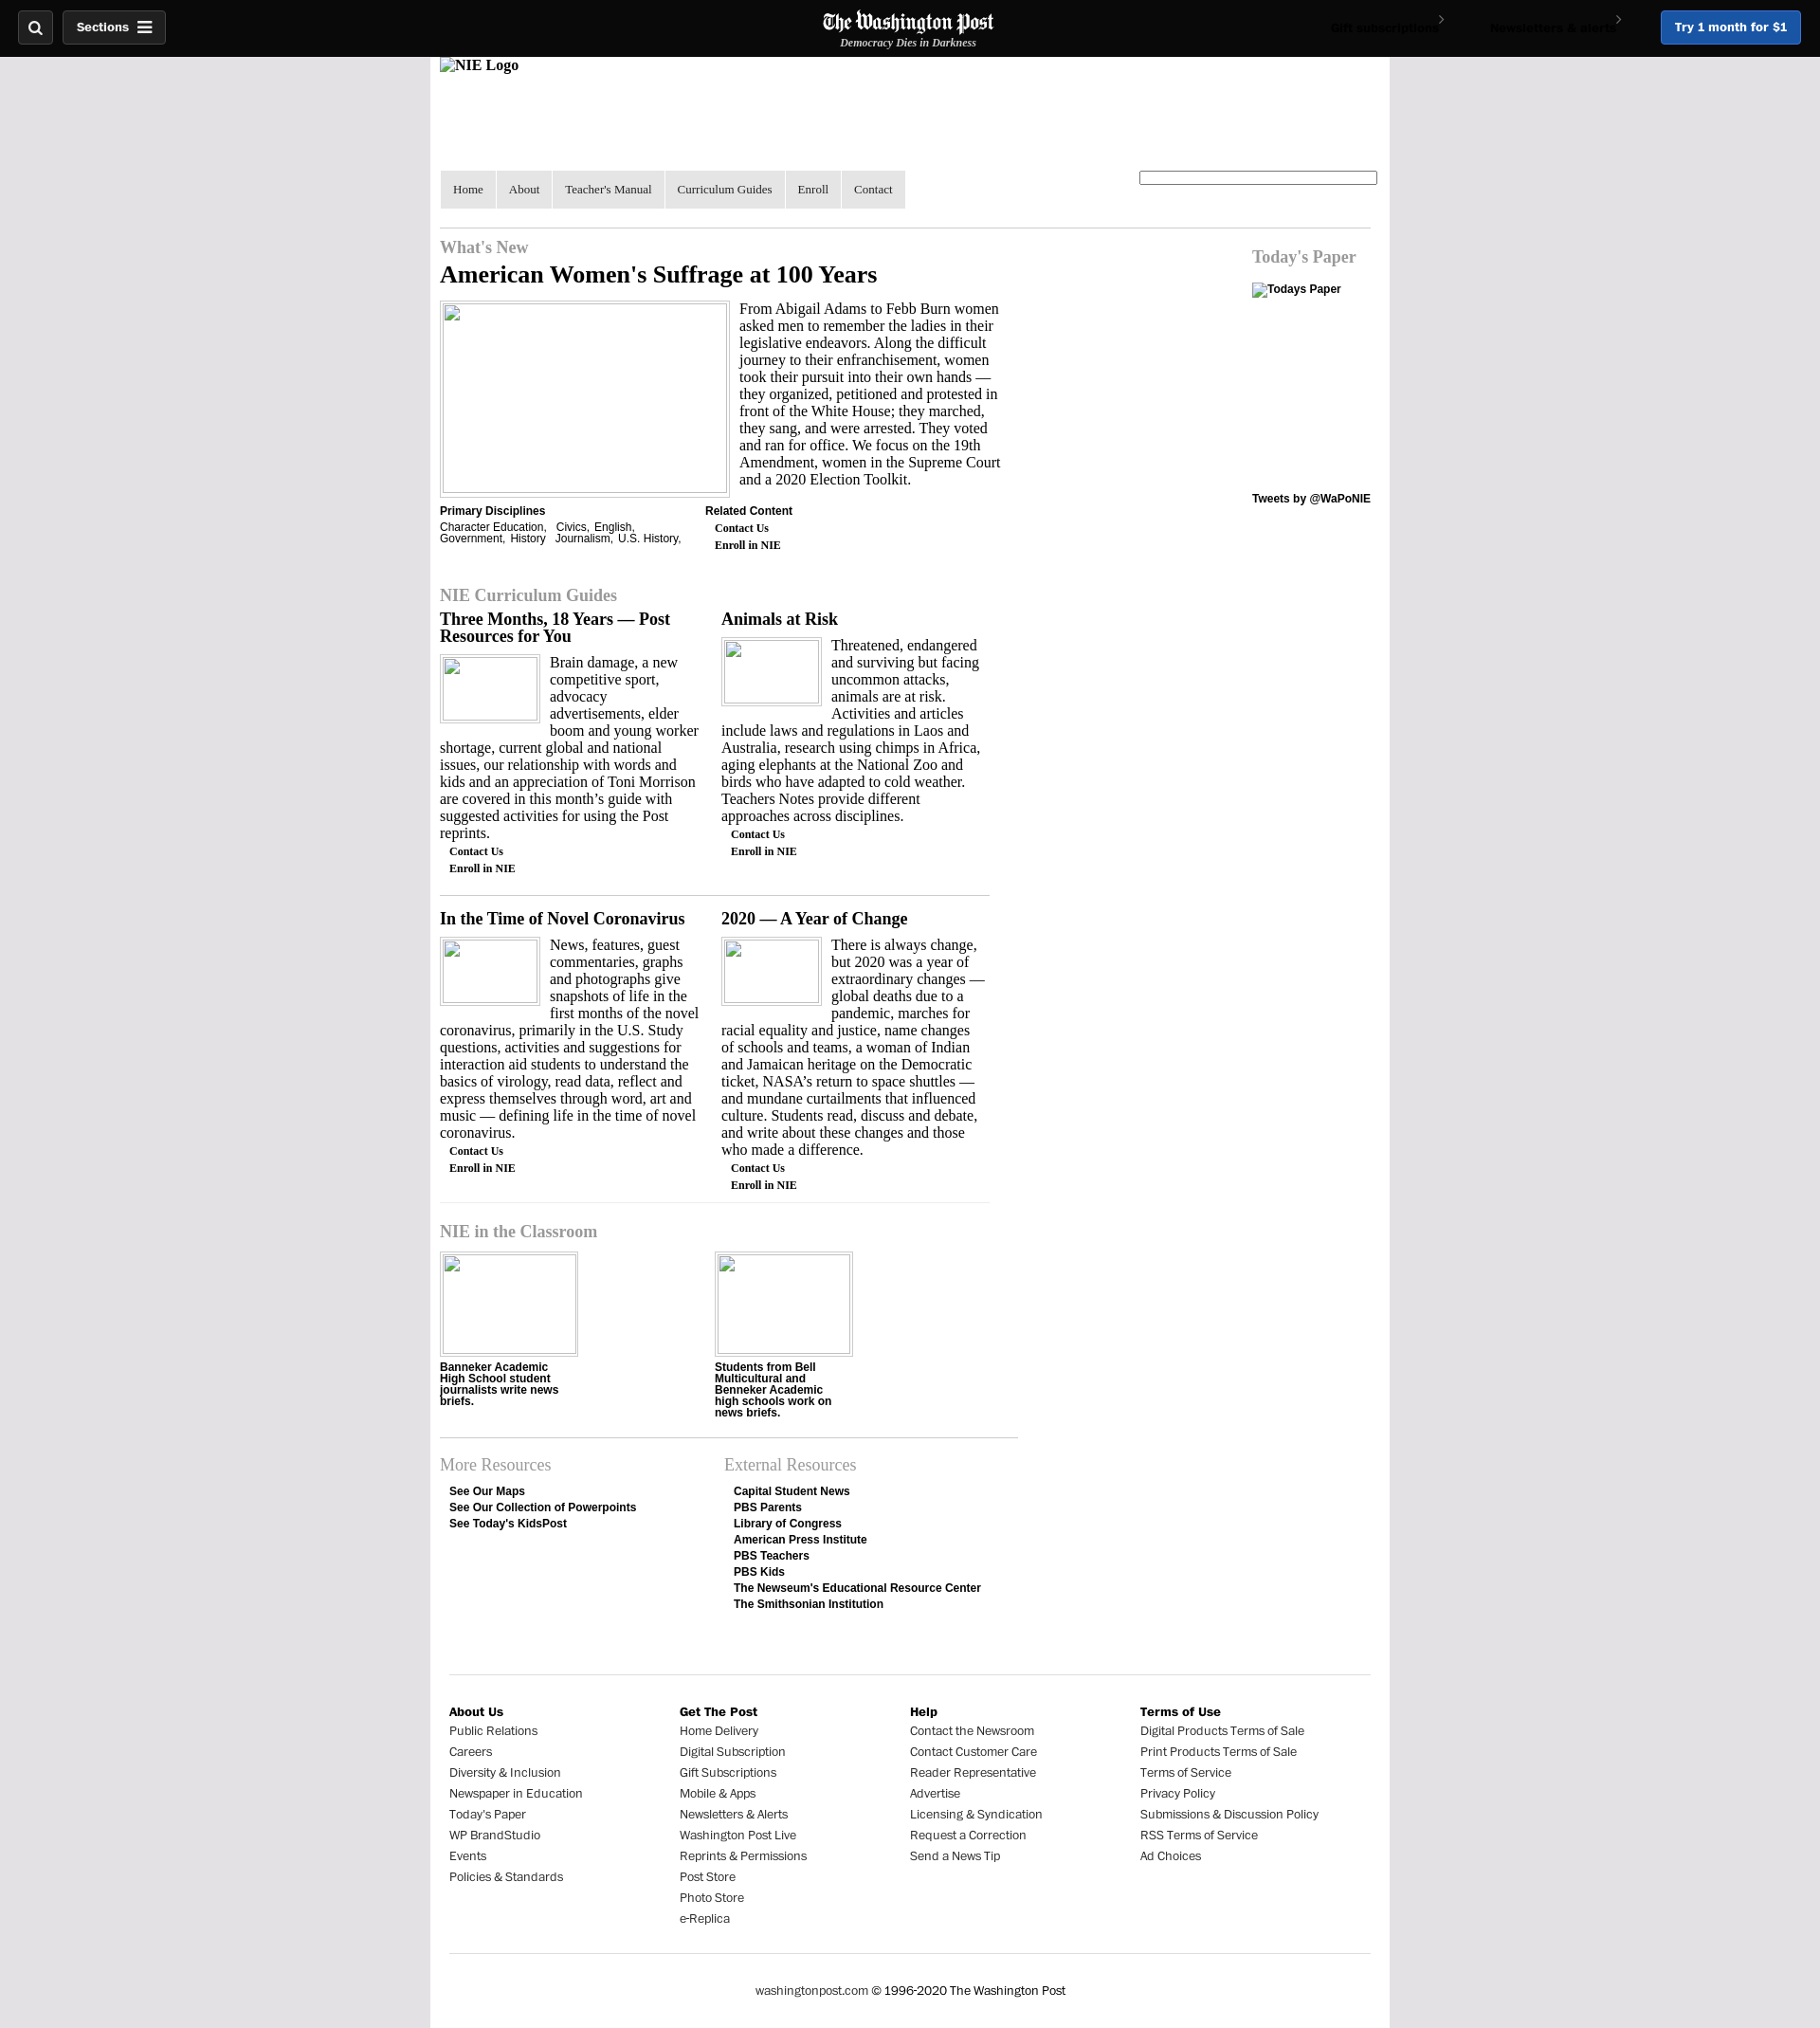 Sections
The Washington Post
Democracy Dies in Darkness
Gift subscriptions
Newsletters & alerts
Try 1 month for $1
NIE Logo
Home
About
Teacher's Manual
Curriculum Guides
Enroll
Contact
What's New
American Women's Suffrage at 100 Years
From Abigail Adams to Febb Burn women
asked men to remember the ladies in their
legislative endeavors. Along the difficult
journey to their enfranchisement, women
took their pursuit into their own hands —
they organized, petitioned and protested in
front of the White House; they marched,
they sang, and were arrested. They voted
and ran for office. We focus on the 19th
Amendment, women in the Supreme Court
and a 2020 Election Toolkit.
Primary Disciplines
Character Education, Civics, English,
Government, History Journalism, U.S. History,
Related Content
Contact Us
Enroll in NIE
Today's Paper
Todays Paper
Tweets by @WaPoNIE
NIE Curriculum Guides
Three Months, 18 Years — Post
Resources for You
Brain damage, a new
competitive sport,
advocacy
advertisements, elder
boom and young worker
shortage, current global and national
issues, our relationship with words and
kids and an appreciation of Toni Morrison
are covered in this month’s guide with
suggested activities for using the Post
reprints.
Contact Us
Enroll in NIE
Animals at Risk
Threatened, endangered
and surviving but facing
uncommon attacks,
animals are at risk.
Activities and articles
include laws and regulations in Laos and
Australia, research using chimps in Africa,
aging elephants at the National Zoo and
birds who have adapted to cold weather.
Teachers Notes provide different
approaches across disciplines.
Contact Us
Enroll in NIE
In the Time of Novel Coronavirus
News, features, guest
commentaries, graphs
and photographs give
snapshots of life in the
first months of the novel
coronavirus, primarily in the U.S. Study
questions, activities and suggestions for
interaction aid students to understand the
basics of virology, read data, reflect and
express themselves through word, art and
music — defining life in the time of novel
coronavirus.
Contact Us
Enroll in NIE
2020 — A Year of Change
There is always change,
but 2020 was a year of
extraordinary changes —
global deaths due to a
pandemic, marches for
racial equality and justice, name changes
of schools and teams, a woman of Indian
and Jamaican heritage on the Democratic
ticket, NASA’s return to space shuttles —
and mundane curtailments that influenced
culture. Students read, discuss and debate,
and write about these changes and those
who made a difference.
Contact Us
Enroll in NIE
NIE in the Classroom
Banneker Academic
High School student
journalists write news
briefs.
Students from Bell
Multicultural and
Benneker Academic
high schools work on
news briefs.
More Resources
See Our Maps
See Our Collection of Powerpoints
See Today's KidsPost
External Resources
Capital Student News
PBS Parents
Library of Congress
American Press Institute
PBS Teachers
PBS Kids
The Newseum's Educational Resource Center
The Smithsonian Institution
About Us
Public Relations
Careers
Diversity & Inclusion
Newspaper in Education
Today's Paper
WP BrandStudio
Events
Policies & Standards
Get The Post
Home Delivery
Digital Subscription
Gift Subscriptions
Mobile & Apps
Newsletters & Alerts
Washington Post Live
Reprints & Permissions
Post Store
Photo Store
e-Replica
Help
Contact the Newsroom
Contact Customer Care
Reader Representative
Advertise
Licensing & Syndication
Request a Correction
Send a News Tip
Terms of Use
Digital Products Terms of Sale
Print Products Terms of Sale
Terms of Service
Privacy Policy
Submissions & Discussion Policy
RSS Terms of Service
Ad Choices
washingtonpost.com © 1996-2020 The Washington Post